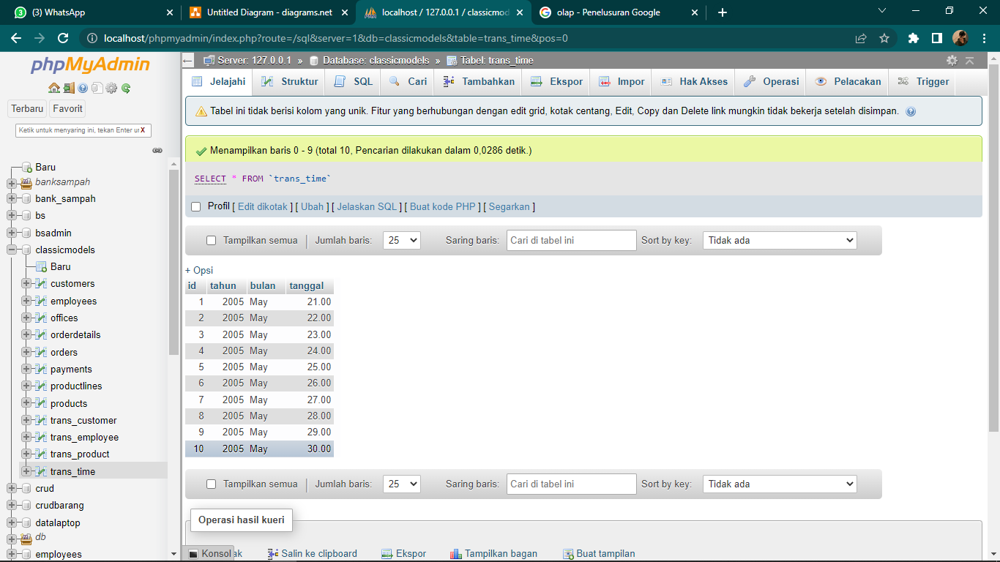 (3) WhatsApp
Untitled Diagram - diagrams.net
localhost / 127.0.0.1 / classicmod
olap - Penelusuran Google
localhost/phpmyadmin/index.php?route=/sql&server=1&db=classicmodels&table=trans_time&pos=0
phpMyAdmin
Terbaru Favorit
Ketik untuk menyaring ini, tekan Enter ur X
Baru
banksampah
bank_sampah
bs
bsadmin
classicmodels
Baru
customers
employees
offices
orderdetails
orders
payments
productlines
products
trans_customer
trans_employee
trans_product
trans_time
crud
crudbarang
datalaptop
db
employees
Server: 127.0.0.1 » Database: classicmodels » Tabel: trans_time
Jelajahi Struktur SQL Cari Tambahkan Ekspor Impor Hak Akses Operasi Pelacakan Trigger
Tabel ini tidak berisi kolom yang unik. Fitur yang berhubungan dengan edit grid, kotak centang, Edit, Copy dan Delete link mungkin tidak bekerja setelah disimpan.
Menampilkan baris 0 - 9 (total 10, Pencarian dilakukan dalam 0,0286 detik.)
SELECT * FROM `trans_time`
Profil [ Edit dikotak ] [ Ubah ] [ Jelaskan SQL ] [ Buat kode PHP ] [ Segarkan ]
Tampilkan semua | Jumlah baris: 25 Saring baris: Cari di tabel ini Sort by key: Tidak ada
+ Opsi
id tahun bulan tanggal
1 2005 May 21.00
2 2005 May 22.00
3 2005 May 23.00
4 2005 May 24.00
5 2005 May 25.00
6 2005 May 26.00
7 2005 May 27.00
8 2005 May 28.00
9 2005 May 29.00
10 2005 May 30.00
Tampilkan semua | Jumlah baris: 25 Saring baris: Cari di tabel ini Sort by key: Tidak ada
Operasi hasil kueri
Konsol ak Salin ke clipboard Ekspor Tampilkan bagan Buat tampilan